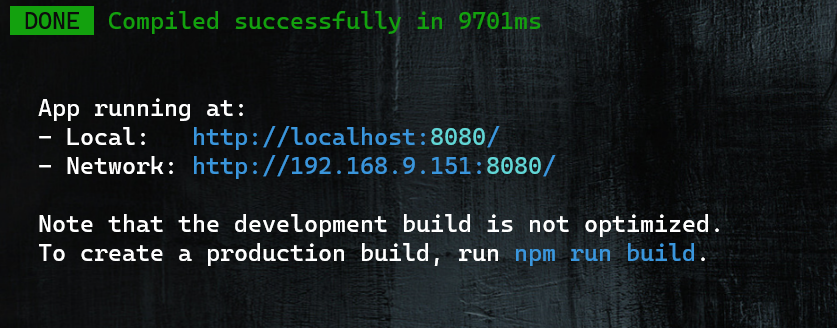 DONE Compiled successfully in 9701ms
App running at:
- Local: http://localhost:8080/
- Network: http://192.168.9.151:8080/
Note that the development build is not optimized.
To create a production build, run npm run build.